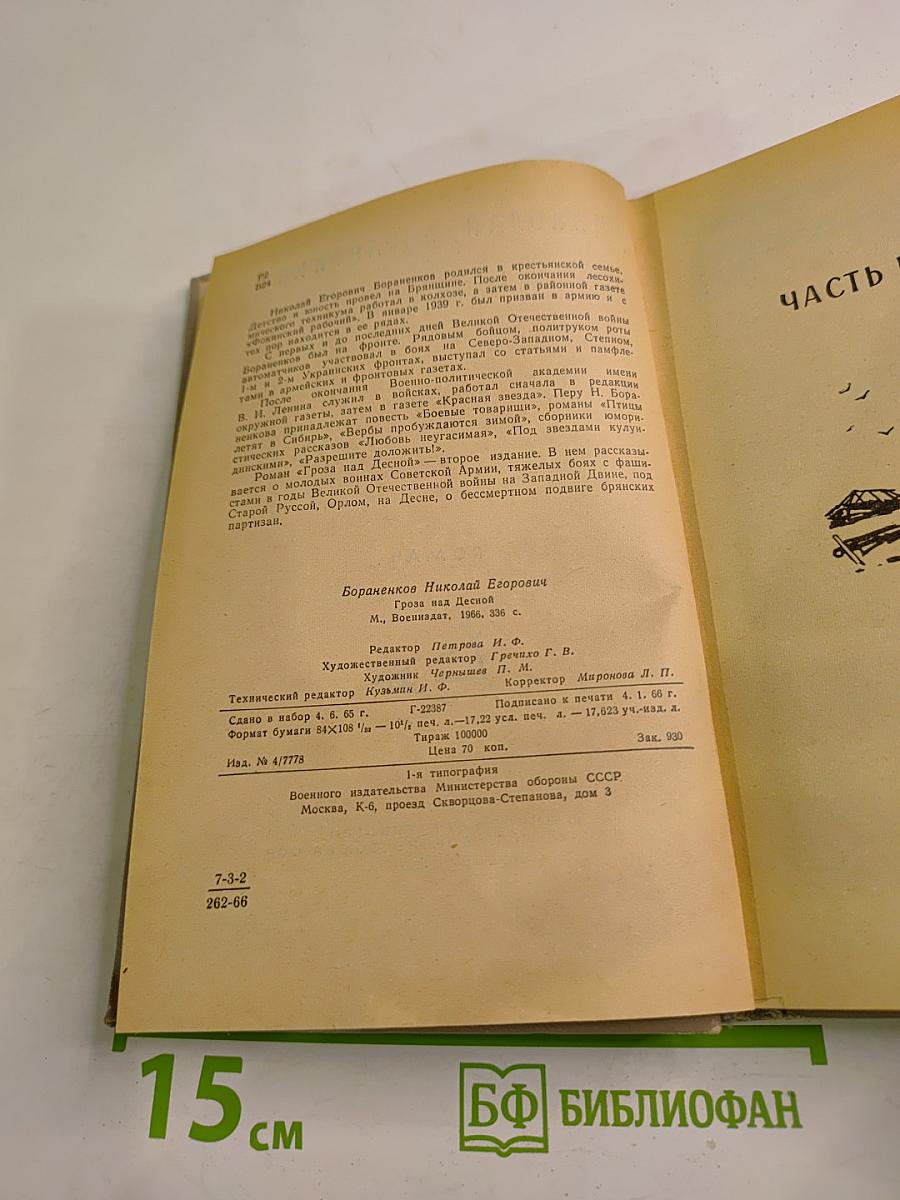 Р2
Б24
Николай Егорович Бораненков родился в крестьянской семье.
Детство и юность провел на Брянщине. После окончания лесохи-
мического техникума работал в колхозе, а затем в районной газете
«Фокинский рабочий». В январе 1939 г. был призван в армию и с
тех пор находится в ее рядах.
С первых и до последних дней Великой Отечественной войны
Бораненков был на фронте. Рядовым бойцом, политруком роты
автоматчиков участвовал в боях на Северо-Западном, Степном,
1-м и 2-м Украинских фронтах, выступал со статьями и памфле-
тами в армейских и фронтовых газетах.
После окончания Военно-политической академии имени
В. И. Ленина служил в войсках, работал сначала в редакции
окружной газеты, затем в газете «Красная звезда». Перу Н. Бора-
ненкова принадлежат повесть «Боевые товарищи», романы «Птицы
летят в Сибирь», «Вербы пробуждаются зимой», сборники юмори-
стических рассказов «Любовь неугасимая», «Под звездами кулун-
динскими», «Разрешите доложить!».
Роман «Гроза над Десной» — второе издание. В нем рассказы-
вается о молодых воинах Советской Армии, тяжелых боях с фаши-
стами в годы Великой Отечественной войны на Западной Двине, под
Старой Руссой, Орлом, на Десне, о бессмертном подвиге брянских
партизан.
Бораненков Николай Егорович
Гроза над Десной
М., Воениздат, 1966, 336 с.
Редактор Петрова И. Ф.
Художественный редактор Гречихо Г. В.
Художник Чернышев П. М.
Технический редактор Кузьмин И. Ф. Корректор Миронова Л. П.
Сдано в набор 4. 6. 65 г. Г-22387 Подписано к печати 4. 1. 66 г.
Формат бумаги 84×108 1/32 — 10 1/2 печ. л.—17,22 усл. печ. л. — 17,623 уч.-изд. л.
Тираж 100000
Изд. № 4/7778 Цена 70 коп. Зак. 930
1-я типография
Военного издательства Министерства обороны СССР
Москва, К-6, проезд Скворцова-Степанова, дом 3
7-3-2
262-66
ЧАСТЬ
15 см
БФ БИБЛИОФАН